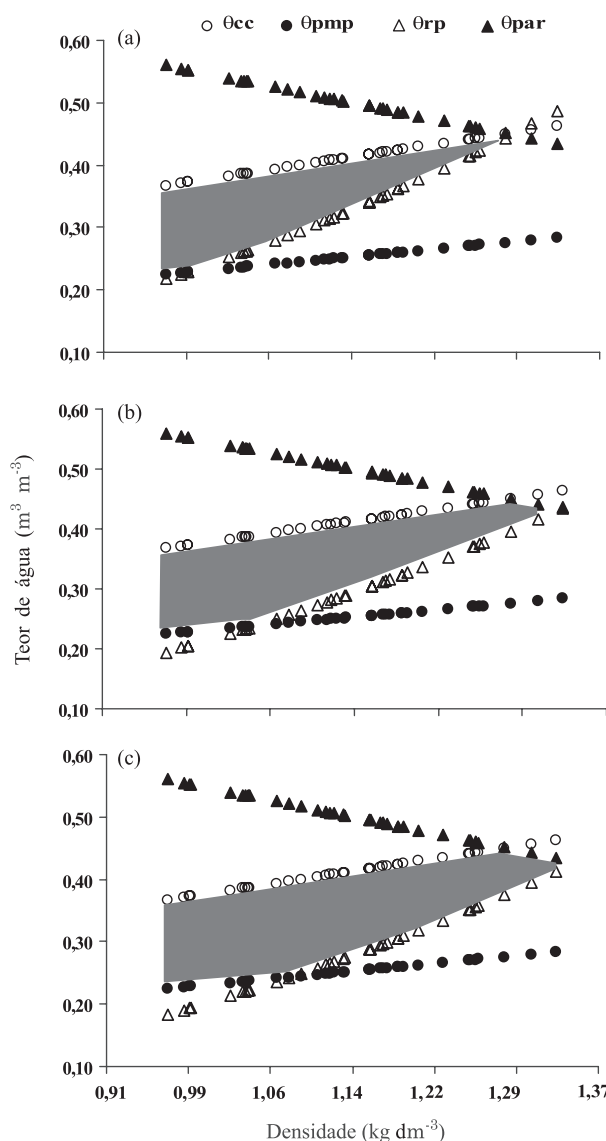 ○ θcc ● θpmp △ θrp ▲ θpar
(a)
0,60
0,50
0,40
0,30
0,20
0,10
(b)
0,60
0,50
0,40
0,30
0,20
0,10
(c)
0,60
0,50
0,40
0,30
0,20
0,10
Teor de água (m³ m⁻³)
0,91 0,99 1,06 1,14 1,22 1,29 1,37
Densidade (kg dm⁻³)